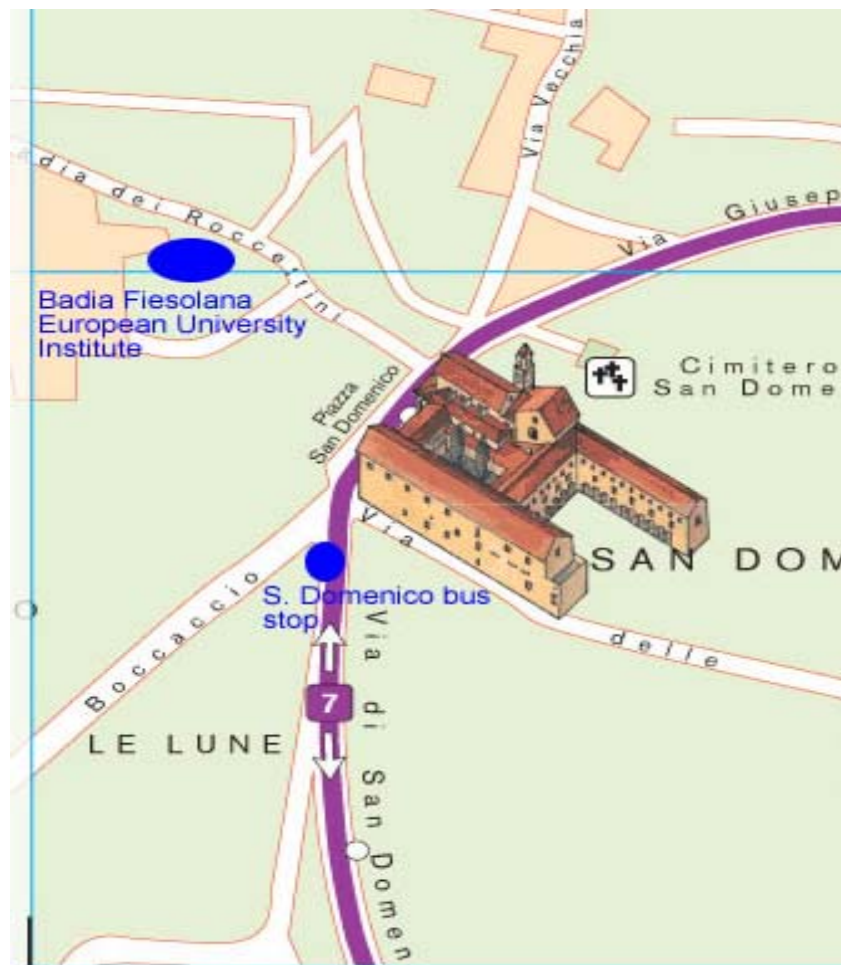 Via Vecchia
Via Giusep
adia dei Roccettini
Badia Fiesolana
European University
Institute
Piazza
San Domenico
Cimitero
San Dome
SAN DOM
Via delle
S. Domenico bus
stop
Boccaccio
7
LE LUNE
Via di San Domen